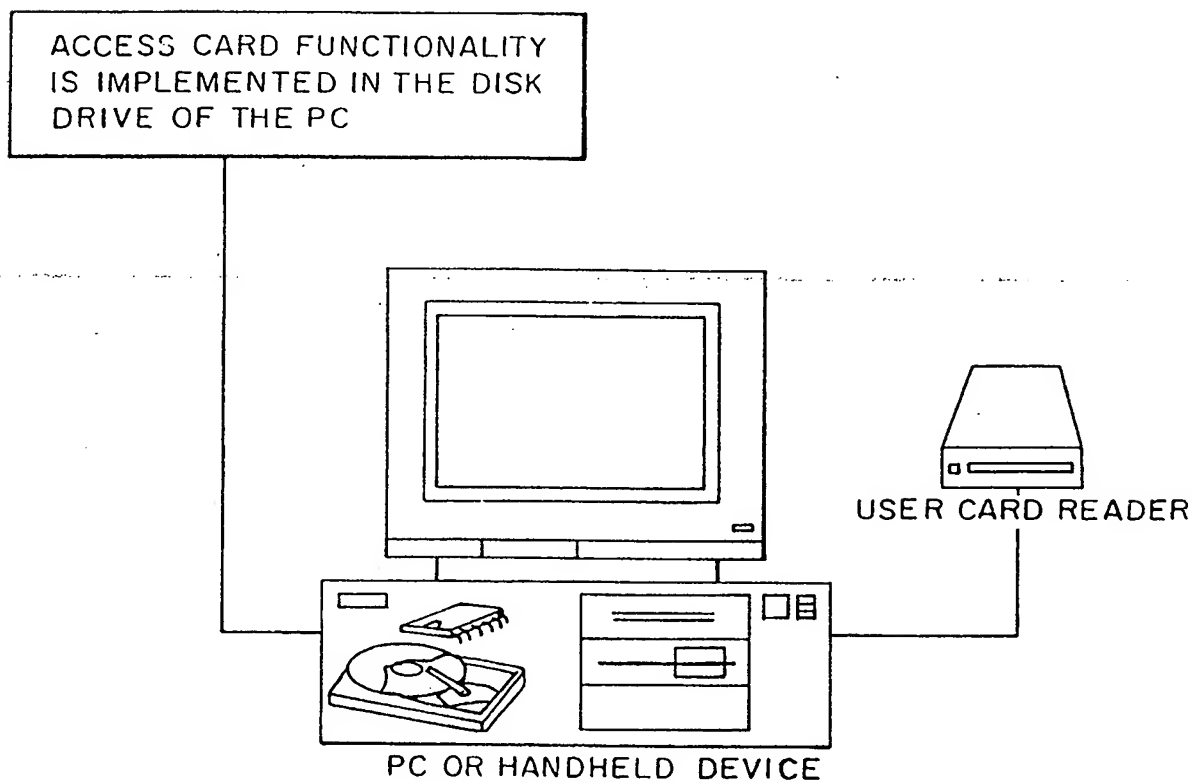 ACCESS CARD FUNCTIONALITY
IS IMPLEMENTED IN THE DISK
DRIVE OF THE PC
USER CARD READER
PC OR HANDHELD DEVICE